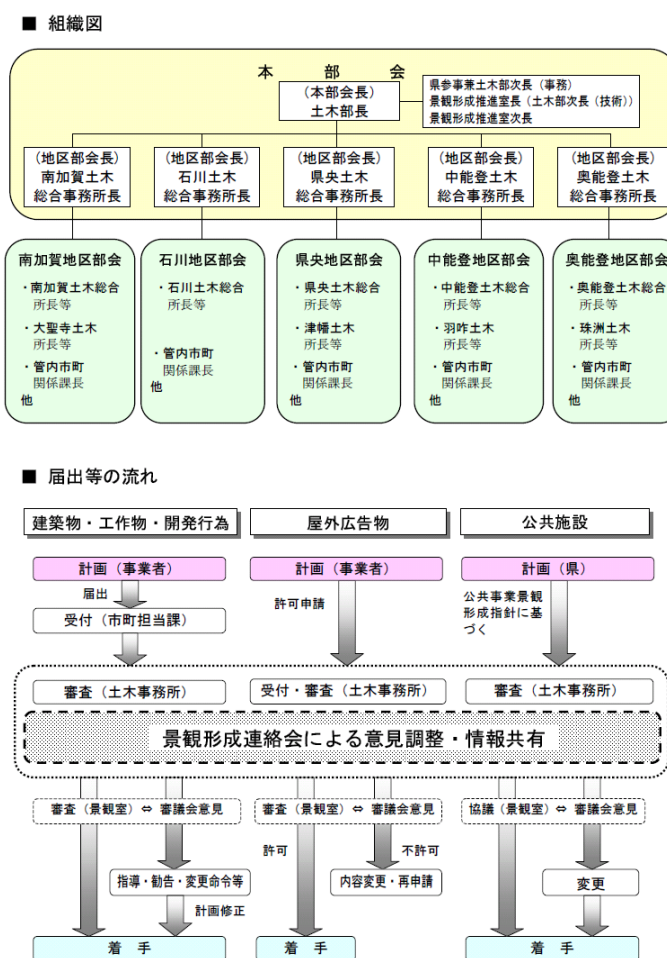 ■ 組織図
本 部 会
（本部会長）
土木部長
県参事兼土木部次長（事務）
景観形成推進室長（土木部次長（技術））
景観形成推進室次長
（地区部会長）
南加賀土木
総合事務所長
（地区部会長）
石川土木
総合事務所長
（地区部会長）
県央土木
総合事務所長
（地区部会長）
中能登土木
総合事務所長
（地区部会長）
奥能登土木
総合事務所長
南加賀地区部会
・南加賀土木総合
所長等
・大聖寺土木
所長等
・管内市町
関係課長
他
石川地区部会
・石川土木総合
所長等
・管内市町
関係課長
他
県央地区部会
・県央土木総合
所長等
・津幡土木
所長等
・管内市町
関係課長
他
中能登地区部会
・中能登土木総合
所長等
・羽咋土木
所長等
・管内市町
関係課長
他
奥能登地区部会
・奥能登土木総合
所長等
・珠洲土木
所長等
・管内市町
関係課長
他
■ 届出等の流れ
建築物・工作物・開発行為
屋外広告物
公共施設
計画（事業者）
計画（事業者）
計画（県）
届出
許可申請
公共事業景観
形成指針に基
づく
受付（市町担当課）
審査（土木事務所）
受付・審査（土木事務所）
審査（土木事務所）
景観形成連絡会による意見調整・情報共有
審査（景観室）⇔ 審議会意見
審査（景観室）⇔ 審議会意見
協議（景観室）⇔ 審議会意見
許可
不許可
指導・勧告・変更命令等
内容変更・再申請
変更
計画修正
着 手
着 手
着 手